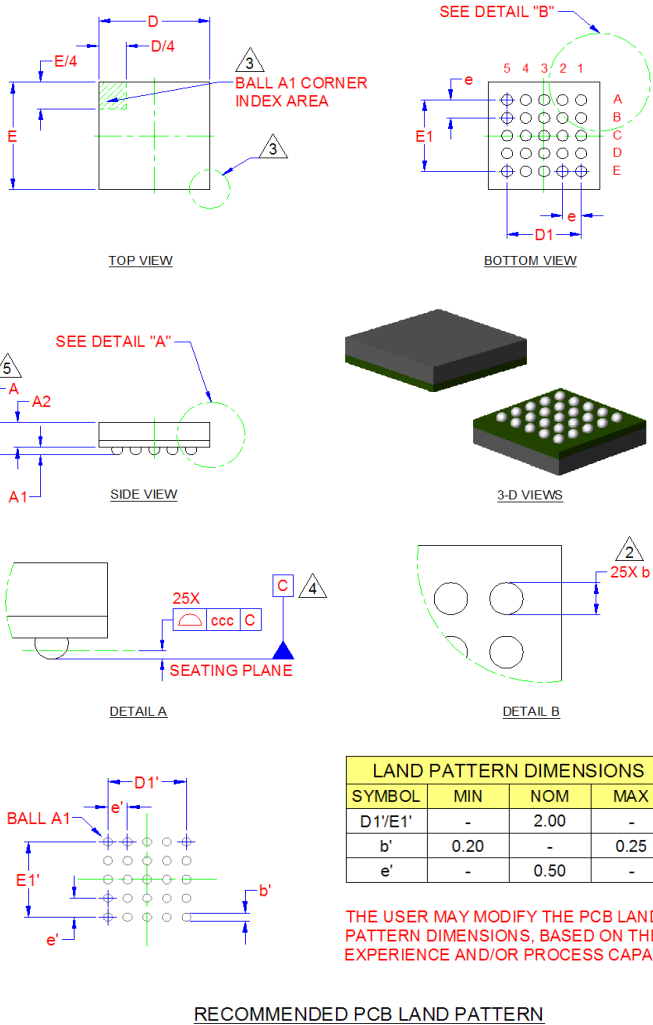 D
D/4
E/4
3
BALL A1 CORNER
INDEX AREA
E
3
TOP VIEW
SEE DETAIL "B"
5 4 3 2 1
e
A
B
E1
C
D
E
e
D1
BOTTOM VIEW
SEE DETAIL "A"
5
A
A2
A1
SIDE VIEW
3-D VIEWS
25X
ccc C
C
4
SEATING PLANE
DETAIL A
2
25X b
DETAIL B
D1'
e'
BALL A1
E1'
e'
b'
LAND PATTERN DIMENSIONS
SYMBOL MIN NOM MAX
D1'/E1' - 2.00 -
b' 0.20 - 0.25
e' - 0.50 -
THE USER MAY MODIFY THE PCB LAND
PATTERN DIMENSIONS, BASED ON THI
EXPERIENCE AND/OR PROCESS CAPA
RECOMMENDED PCB LAND PATTERN